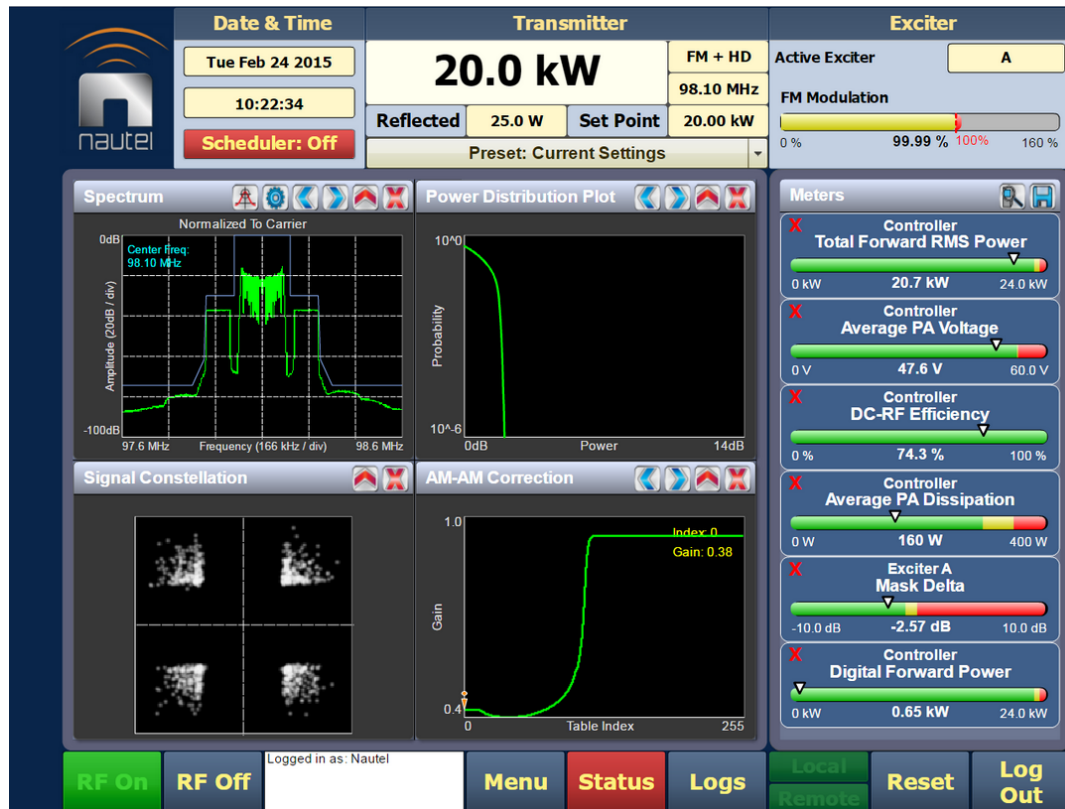 nautel
Date & Time
Tue Feb 24 2015
10:22:34
Scheduler: Off
Transmitter
20.0 kW
FM + HD
98.10 MHz
Reflected 25.0 W Set Point 20.00 kW
Preset: Current Settings
Exciter
Active Exciter A
FM Modulation
0 % 99.99 % 100% 160 %
Spectrum
Normalized To Carrier
0dB
Center Freq:
98.10 MHz
Amplitude (20dB / div)
-100dB
97.6 MHz Frequency (166 kHz / div) 98.6 MHz
Power Distribution Plot
10^0
Probability
10^-6
0dB Power 14dB
Signal Constellation
AM-AM Correction
1.0
Index: 0
Gain: 0.38
Gain
0.4
0 Table Index 255
Meters
X Controller
Total Forward RMS Power
0 kW 20.7 kW 24.0 kW
X Controller
Average PA Voltage
0 V 47.6 V 60.0 V
X Controller
DC-RF Efficiency
0 % 74.3 % 100 %
X Controller
Average PA Dissipation
0 W 160 W 400 W
X Exciter A
Mask Delta
-10.0 dB -2.57 dB 10.0 dB
X Controller
Digital Forward Power
0 kW 0.65 kW 24.0 kW
RF On
RF Off
Logged in as: Nautel
Menu
Status
Logs
Local
Remote
Reset
Log
Out